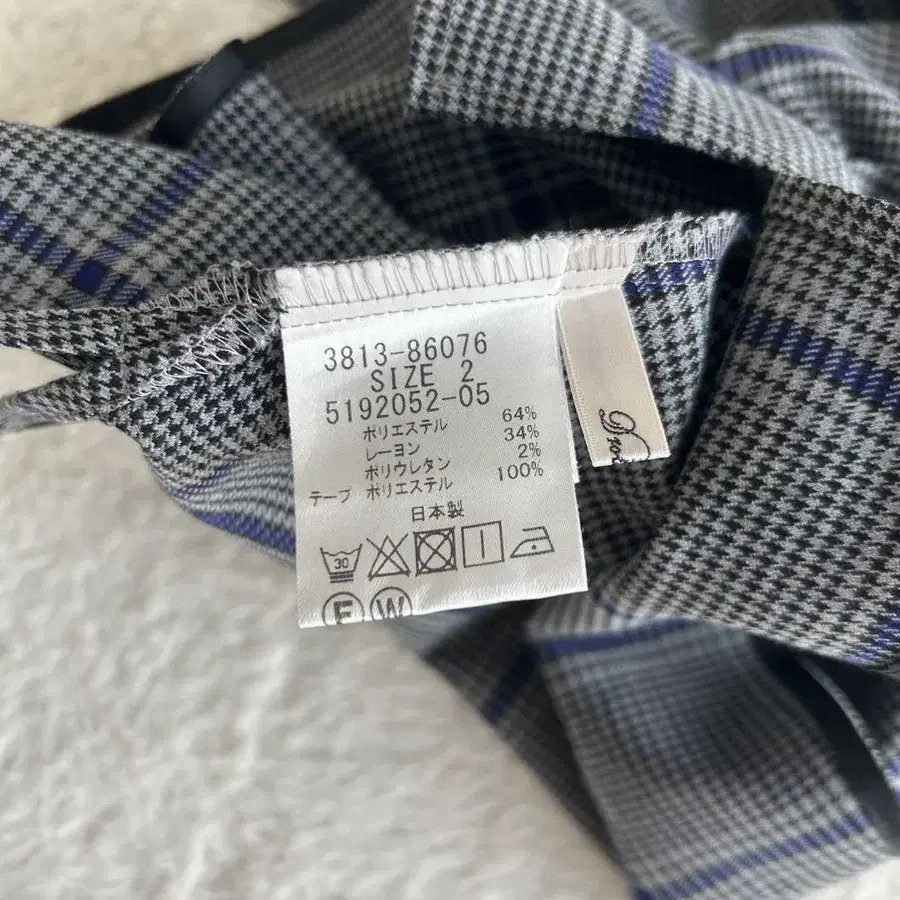 3813-86076
SIZE 2
5192052-05
ポリエステル 64%
レーヨン 34%
ポリウレタン 2%
テープ ポリエステル 100%
日本製
30
F W